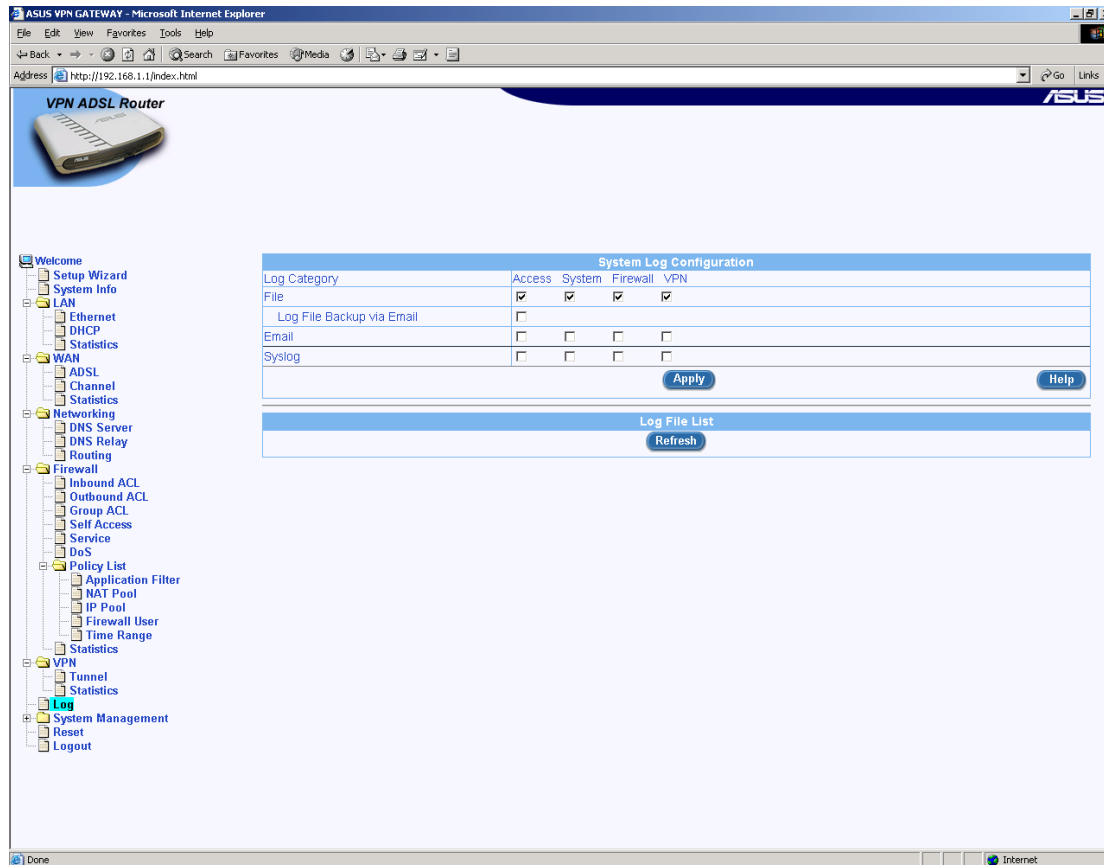 ASUS VPN GATEWAY - Microsoft Internet Explorer
File Edit View Favorites Tools Help
Back Search Favorites Media
Address http://192.168.1.1/index.html Go Links
VPN ADSL Router
ASUS
Welcome
Setup Wizard
System Info
LAN
Ethernet
DHCP
Statistics
WAN
ADSL
Channel
Statistics
Networking
DNS Server
DNS Relay
Routing
Firewall
Inbound ACL
Outbound ACL
Group ACL
Self Access
Service
DoS
Policy List
Application Filter
NAT Pool
IP Pool
Firewall User
Time Range
Statistics
VPN
Tunnel
Statistics
Log
System Management
Reset
Logout
System Log Configuration
Log Category Access System Firewall VPN
File
Log File Backup via Email
Email
Syslog
Apply Help
Log File List
Refresh
Done Internet